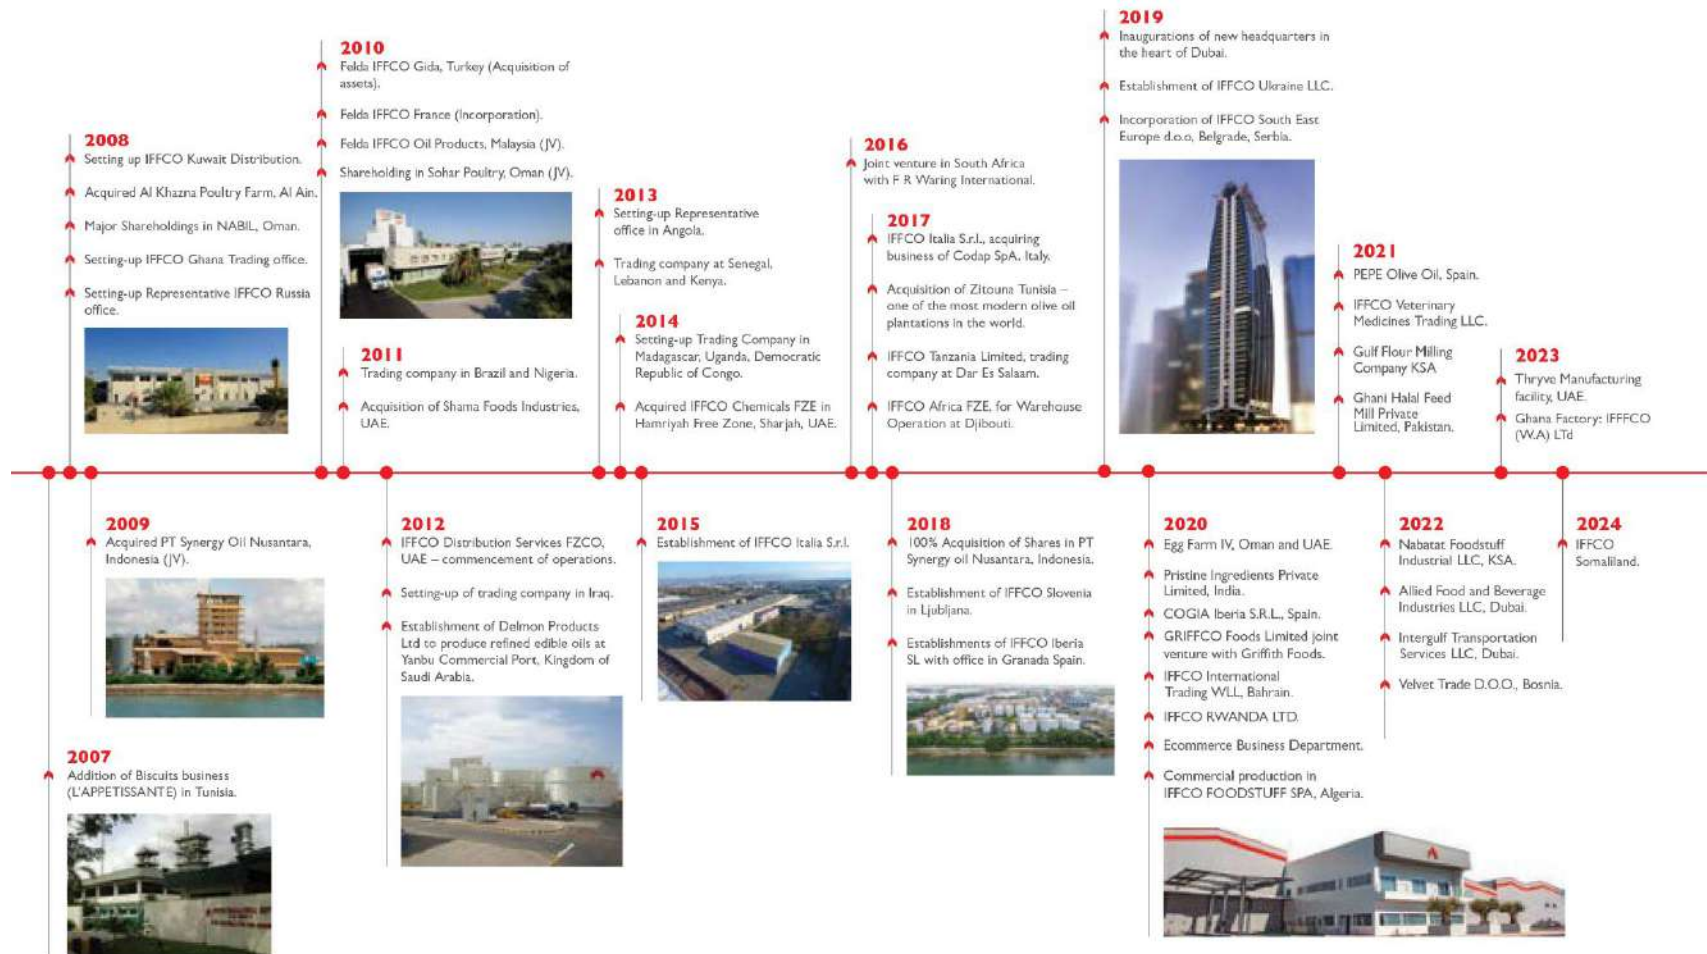 2008
Setting up IFFCO Kuwait Distribution.
Acquired Al Khazna Poultry Farm, Al Ain.
Major Shareholdings in NABIL, Oman.
Setting-up IFFCO Ghana Trading office.
Setting-up Representative IFFCO Russia
office.
2010
Felda IFFCO Gida, Turkey (Acquisition of
assets).
Felda IFFCO France (Incorporation).
Felda IFFCO Oil Products, Malaysia (JV).
Shareholding in Sohar Poultry, Oman (JV).
2011
Trading company in Brazil and Nigeria.
Acquisition of Shama Foods Industries,
UAE.
2013
Setting-up Representative
office in Angola.
Trading company at Senegal,
Lebanon and Kenya.
2014
Setting-up Trading Company in
Madagascar, Uganda, Democratic
Republic of Congo.
Acquired IFFCO Chemicals FZE in
Hamriyah Free Zone, Sharjah, UAE.
2016
Joint venture in South Africa
with F R Waring International.
2017
IFFCO Italia S.r.l., acquiring
business of Codap SpA, Italy.
Acquisition of Zitouna Tunisia –
one of the most modern olive oil
plantations in the world.
IFFCO Tanzania Limited, trading
company at Dar Es Salaam.
IFFCO Africa FZE, for Warehouse
Operation at Djibouti.
2019
Inaugurations of new headquarters in
the heart of Dubai.
Establishment of IFFCO Ukraine LLC.
Incorporation of IFFCO South East
Europe d.o.o, Belgrade, Serbia.
2021
PEPE Olive Oil, Spain.
IFFCO Veterinary
Medicines Trading LLC.
Gulf Flour Milling
Company KSA
Ghani Halal Feed
Mill Private
Limited, Pakistan.
2023
Thryve Manufacturing
facility, UAE.
Ghana Factory: IFFFCO
(W.A) LTd
2007
Addition of Biscuits business
(L'APPETISSANTE) in Tunisia.
2009
Acquired PT Synergy Oil Nusantara,
Indonesia (JV).
2012
IFFCO Distribution Services FZCO,
UAE – commencement of operations.
Setting-up of trading company in Iraq.
Establishment of Delmon Products
Ltd to produce refined edible oils at
Yanbu Commercial Port, Kingdom of
Saudi Arabia.
2015
Establishment of IFFCO Italia S.r.l.
2018
100% Acquisition of Shares in PT
Synergy oil Nusantara, Indonesia.
Establishment of IFFCO Slovenia
in Ljubljana.
Establishments of IFFCO Iberia
SL with office in Granada Spain.
2020
Egg Farm IV, Oman and UAE.
Pristine Ingredients Private
Limited, India.
COGIA Iberia S.R.L., Spain.
GRIFFCO Foods Limited joint
venture with Griffith Foods.
IFFCO International
Trading WLL, Bahrain.
IFFCO RWANDA LTD.
Ecommerce Business Department.
Commercial production in
IFFCO FOODSTUFF SPA, Algeria.
2022
Nabatat Foodstuff
Industrial LLC, KSA.
Allied Food and Beverage
Industries LLC, Dubai.
Intergulf Transportation
Services LLC, Dubai.
Velvet Trade D.O.O., Bosnia.
2024
IFFCO
Somaliland.